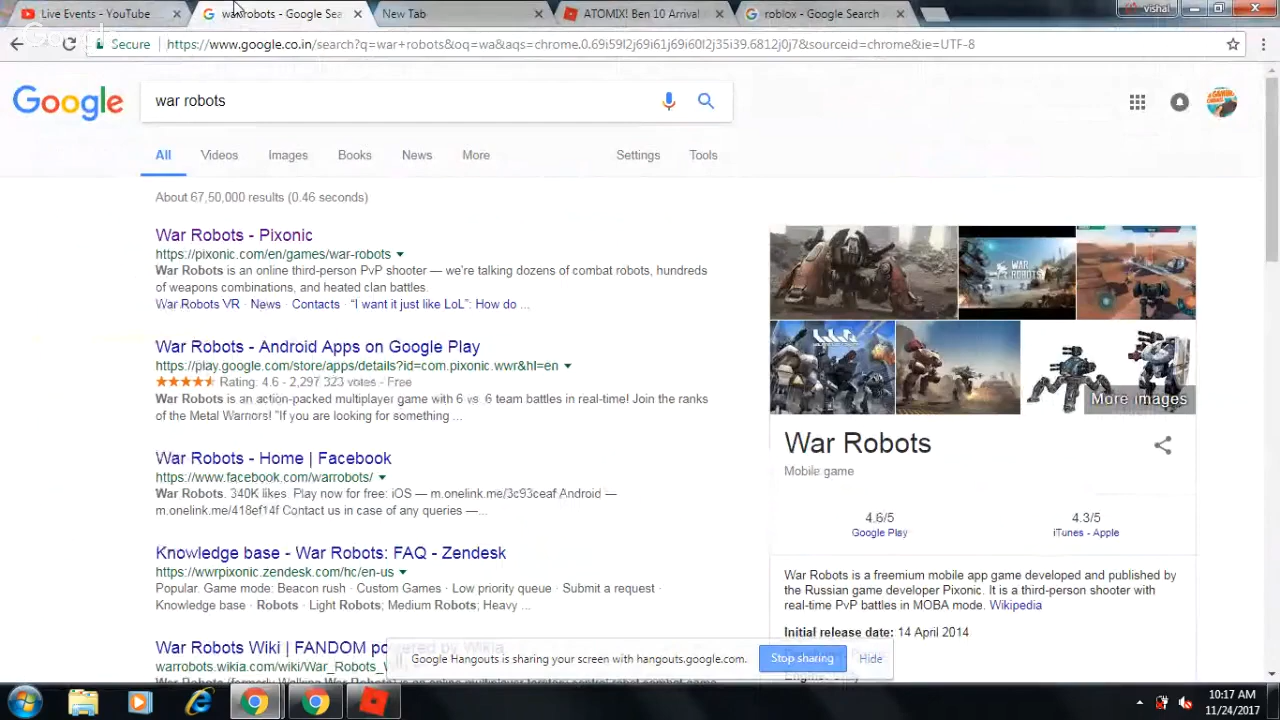 Live Events - YouTube
war robots - Google Sea
New Tab
ATOMIX! Ben 10 Arrival
roblox - Google Search
vishal
Secure
https://www.google.co.in/search?q=war+robots&oq=wa&aqs=chrome.0.69i59l2j69i61j69i60l2j35i39.6812j0j7&sourceid=chrome&ie=UTF-8
Google
war robots
All
Videos
Images
Books
News
More
Settings
Tools
About 67,50,000 results (0.46 seconds)
War Robots - Pixonic
https://pixonic.com/en/games/war-robots
War Robots is an online third-person PvP shooter — we're talking dozens of combat robots, hundreds
of weapons combinations, and heated clan battles.
War Robots VR · News · Contacts · “I want it just like LoL”: How do ...
War Robots - Android Apps on Google Play
https://play.google.com/store/apps/details?id=com.pixonic.wwr&hl=en
Rating: 4.6 - 2,297,323 votes - Free
War Robots is an action-packed multiplayer game with 6 vs. 6 team battles in real-time! Join the ranks
of the Metal Warriors! "If you are looking for something ...
War Robots - Home | Facebook
https://www.facebook.com/warrobots/
War Robots. 340K likes. Play now for free: iOS — m.onelink.me/3c93ceaf Android —
m.onelink.me/418ef14f Contact us in case of any queries —...
Knowledge base - War Robots: FAQ - Zendesk
https://wwrpixonic.zendesk.com/hc/en-us
Popular. Game mode: Beacon rush · Custom Games · Low priority queue · Submit a request ·
Knowledge base · Robots · Light Robots; Medium Robots; Heavy ...
War Robots Wiki | FANDOM powered by Wikia
warrobots.wikia.com/wiki/War_Robots_
WAR ROBOTS
More images
War Robots
Mobile game
4.6/5
Google Play
4.3/5
iTunes - Apple
War Robots is a freemium mobile app game developed and published by
the Russian game developer Pixonic. It is a third-person shooter with
real-time PvP battles in MOBA mode. Wikipedia
Initial release date: 14 April 2014
Google Hangouts is sharing your screen with hangouts.google.com.
Stop sharing
Hide
10:17 AM
11/24/2017